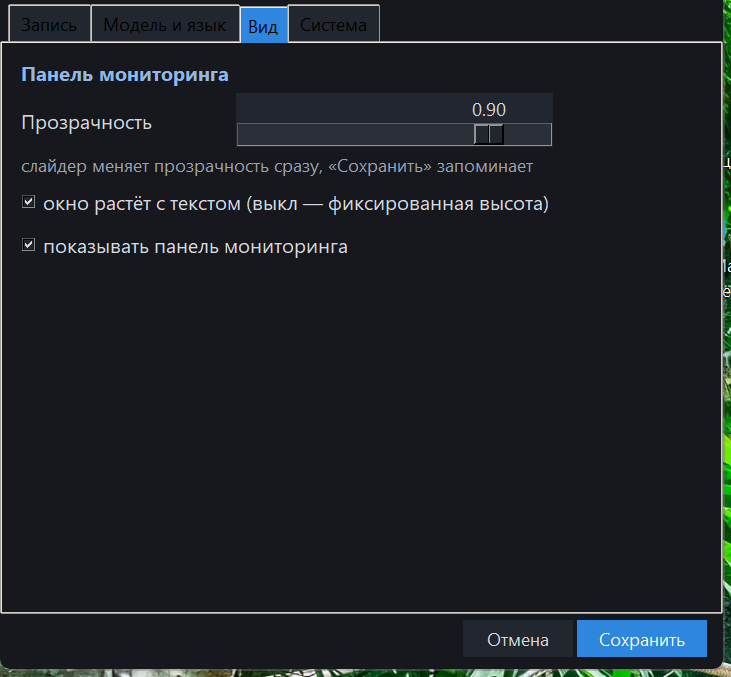 Запись Модель и язык Вид Система
Панель мониторинга
0.90
Прозрачность
слайдер меняет прозрачность сразу, «Сохранить» запоминает
окно растёт с текстом (выкл — фиксированная высота)
показывать панель мониторинга
Отмена Сохранить